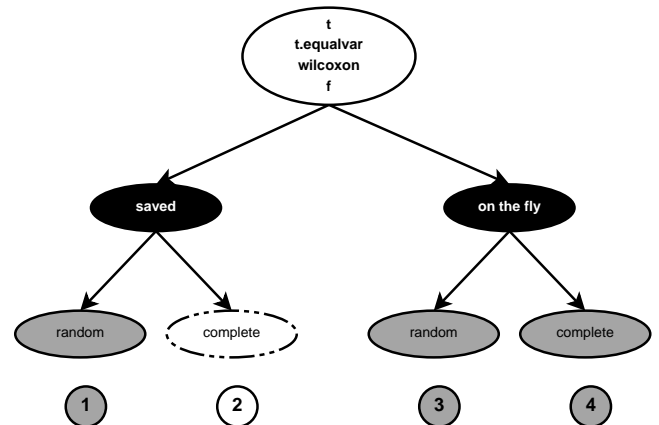 t
t.equalvar
wilcoxon
f
saved
on the fly
random
complete
random
complete
1
2
3
4